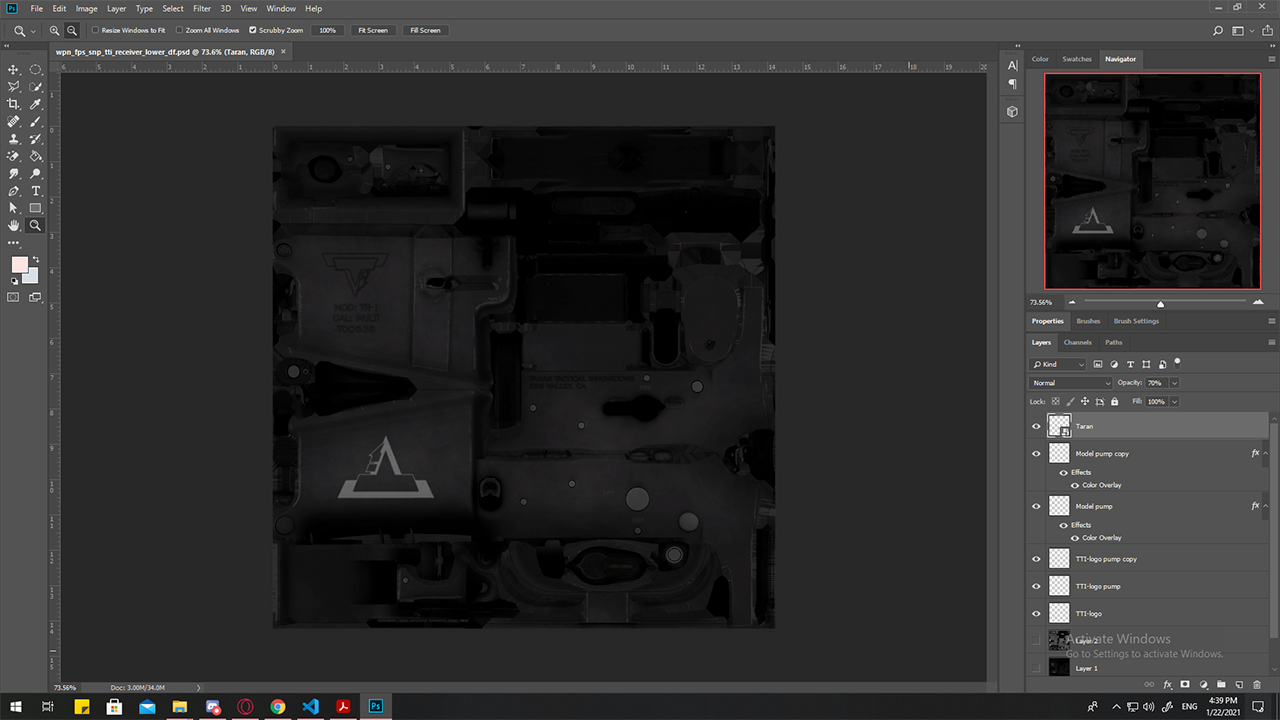 Ps File Edit Image Layer Type Select Filter 3D View Window Help
Resize Windows to Fit Zoom All Windows Scrubby Zoom 100% Fit Screen Fill Screen
wpn_fps_snp_tti_receiver_lower_df.psd @ 73.6% (Taran, RGB/8) ×
Color Swatches Navigator
73.56%
Properties Brushes Brush Settings
Layers Channels Paths
Kind
Normal Opacity: 70%
Lock: Fill: 100%
Taran
Model pump copy fx
Effects
Color Overlay
Model pump fx
Effects
Color Overlay
TTI-logo pump copy
TTI-logo pump
TTI-logo
Layer 2
Layer 1
Activate Windows
Go to Settings to activate Windows.
MOD: TR-1
CAL: MULTI
TARAN TACTICAL INNOVATIONS
SIMI VALLEY, CA
73.56% Doc: 3.00M/34.0M
ENG 4:39 PM
1/22/2021